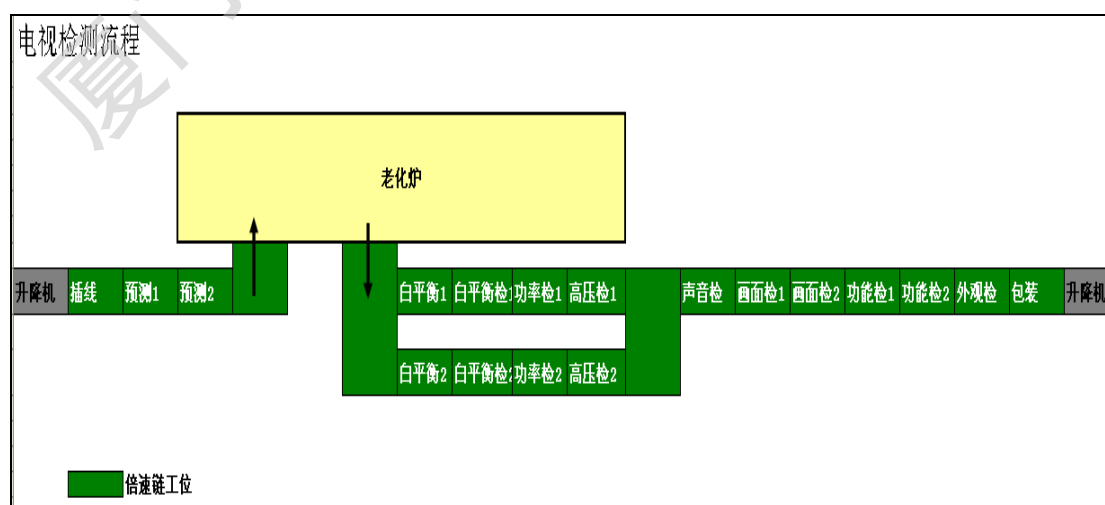 电视检测流程
厦门
老化炉
升降机 插线 预测1 预测2
白平衡1 白平衡检1 功率检1 高压检1
声音检 画面检1 画面检2 功能检1 功能检2 外观检 包装 升降机
白平衡2 白平衡检2 功率检2 高压检2
倍速链工位